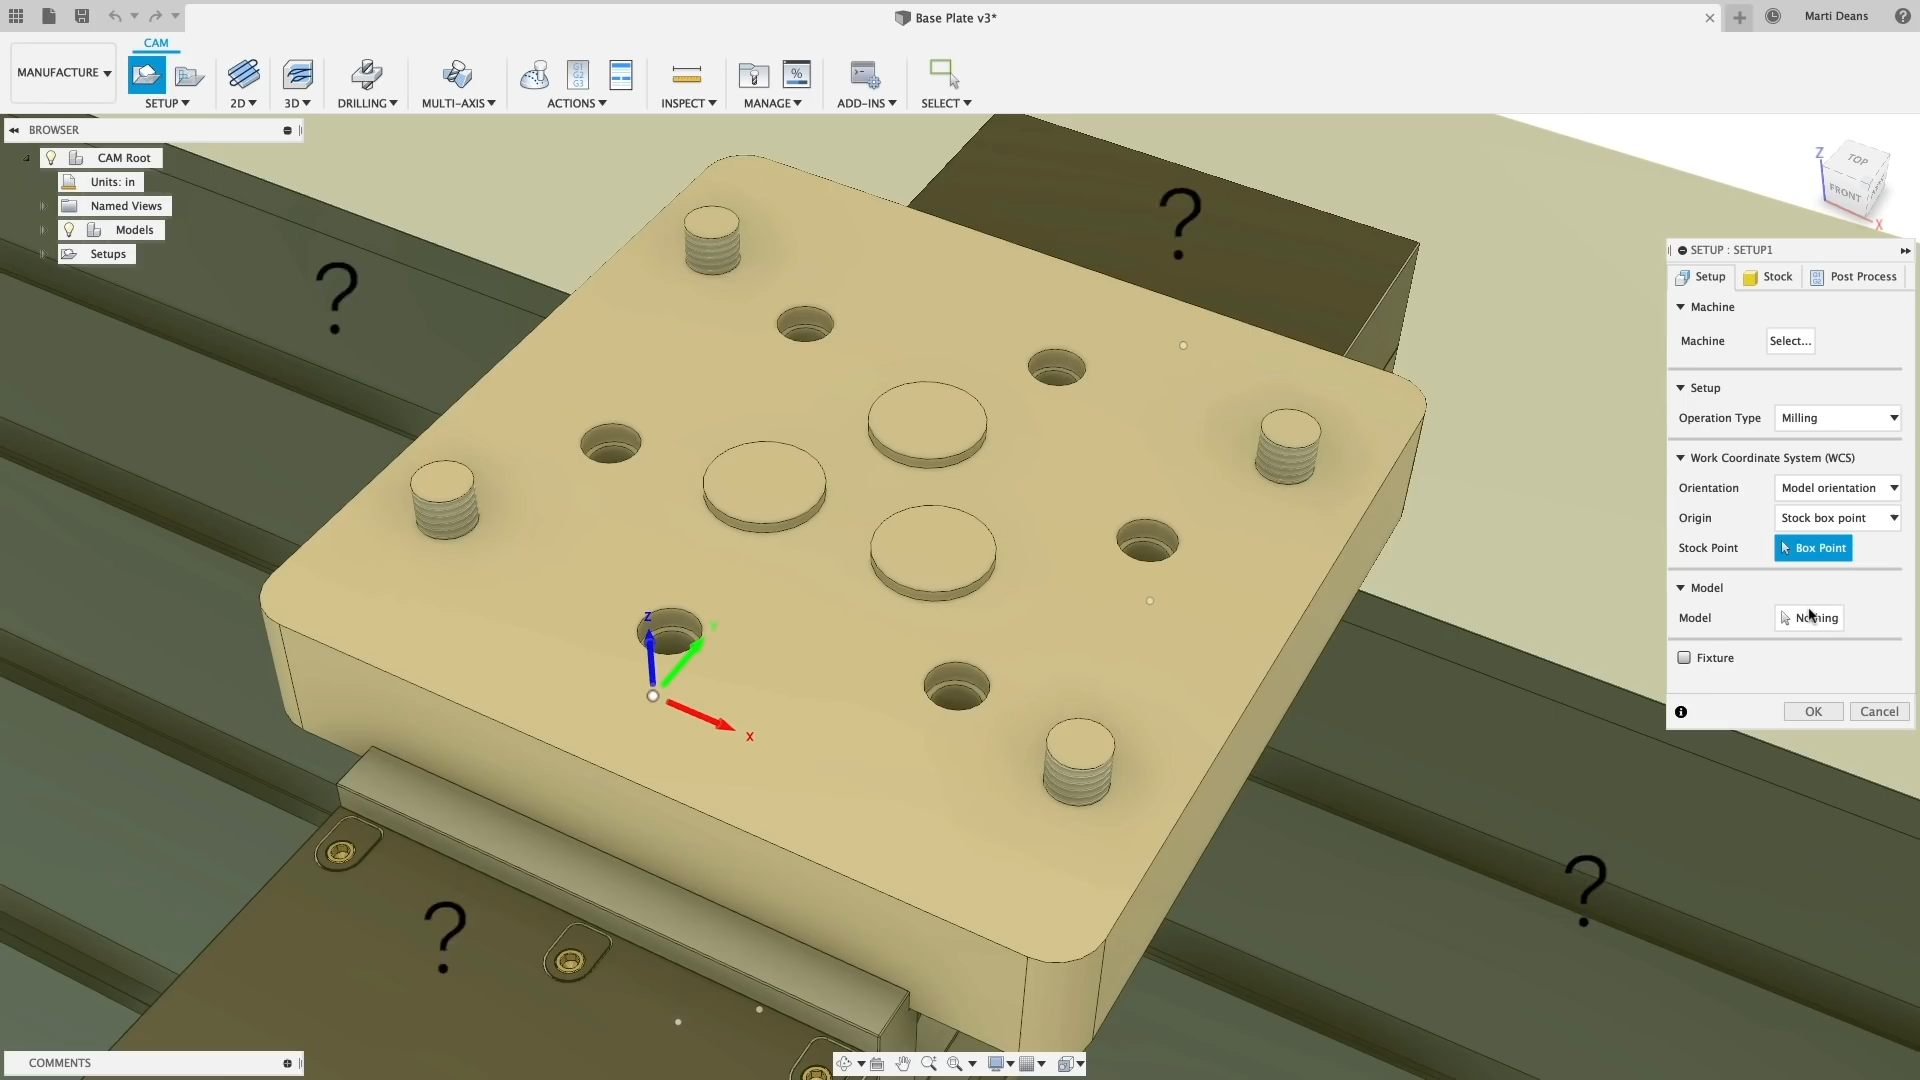 Base Plate v3*
Marti Deans
CAM
MANUFACTURE
SETUP
2D
3D
DRILLING
MULTI-AXIS
G1
G2
G3
ACTIONS
INSPECT
%
MANAGE
ADD-INS
SELECT
BROWSER
CAM Root
Units: in
Named Views
Models
Setups
?
?
?
?
Z
Y
X
Z
TOP
FRONT
X
SETUP : SETUP1
Setup
Stock
Post Process
Machine
Machine
Select...
Setup
Operation Type
Milling
Work Coordinate System (WCS)
Orientation
Model orientation
Origin
Stock box point
Stock Point
Box Point
Model
Model
Nothing
Fixture
OK
Cancel
COMMENTS